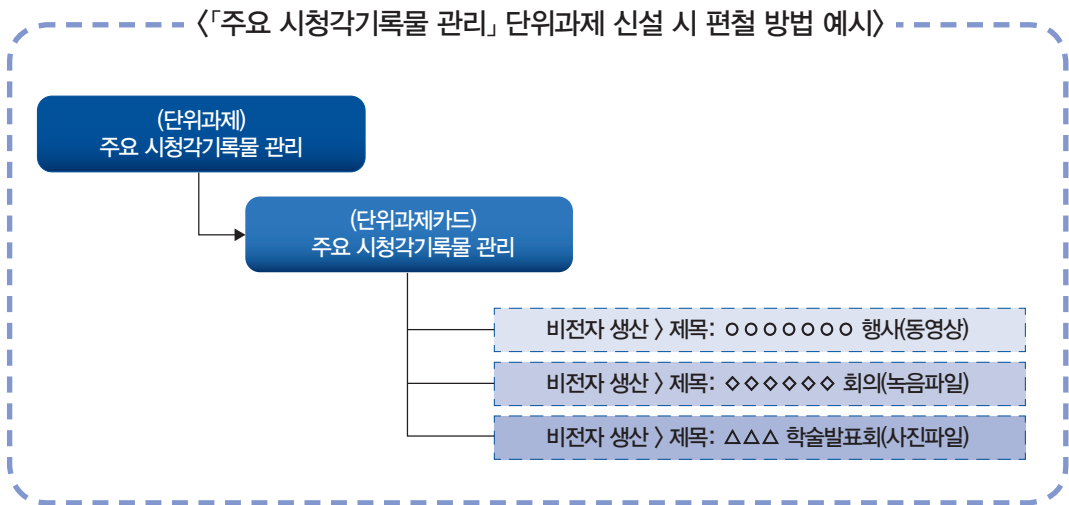 〈「주요 시청각기록물 관리」 단위과제 신설 시 편철 방법 예시〉
(단위과제)
주요 시청각기록물 관리
(단위과제카드)
주요 시청각기록물 관리
비전자 생산 〉 제목: ㅇㅇㅇㅇㅇㅇㅇ 행사(동영상)
비전자 생산 〉 제목: ◇◇◇◇◇◇ 회의(녹음파일)
비전자 생산 〉 제목: △△△ 학술발표회(사진파일)